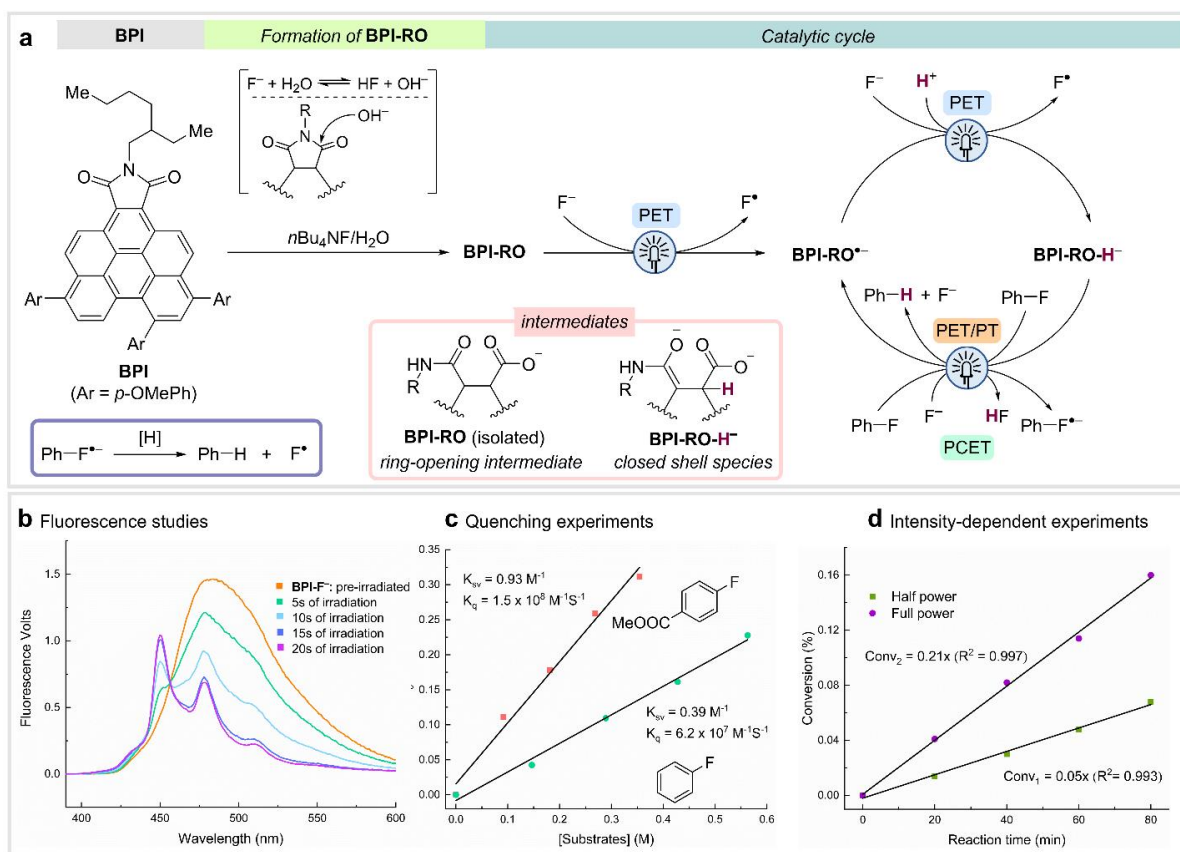 a
BPI
Formation of BPI-RO
Catalytic cycle
F⁻ + H₂O ⇌ HF + OH⁻
R
OH⁻
O
N
O
Me
Me
N
O
O
Ar
Ar
Ar
BPI
(Ar = p-OMePh)
nBu₄NF/H₂O
BPI-RO
F⁻
PET
F•
BPI-RO•⁻
F⁻
H⁺
PET
F•
BPI-RO-H⁻
Ph–H + F⁻
Ph–F
PET/PT
Ph–F
F⁻
HF
Ph–F•⁻
PCET
intermediates
O
O
HN
O⁻
R
BPI-RO (isolated)
ring-opening intermediate
O⁻
O
HN
O⁻
R
H
BPI-RO-H⁻
closed shell species
Ph–F•⁻ [H] Ph–H + F•
b Fluorescence studies
Fluorescence Volts
1.5
1.0
0.5
0.0
400
450
500
550
600
Wavelength (nm)
BPI-F⁻: pre-irradiated
5s of irradiation
10s of irradiation
15s of irradiation
20s of irradiation
c Quenching experiments
0.35
0.30
0.25
0.20
0.15
0.10
0.05
0.00
0.0
0.1
0.2
0.3
0.4
0.5
0.6
[Substrates] (M)
Ksv = 0.93 M⁻¹
Kq = 1.5 x 10⁸ M⁻¹S⁻¹
F
MeOOC
Ksv = 0.39 M⁻¹
Kq = 6.2 x 10⁷ M⁻¹S⁻¹
F
d Intensity-dependent experiments
Conversion (%)
0.16
0.12
0.08
0.04
0.00
0
20
40
60
80
Reaction time (min)
Half power
Full power
Conv₂ = 0.21x (R² = 0.997)
Conv₁ = 0.05x (R²= 0.993)